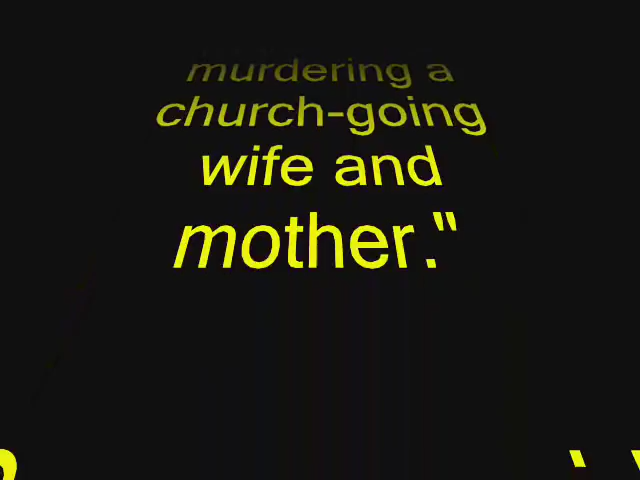 murdering a
church-going
wife and
mother."